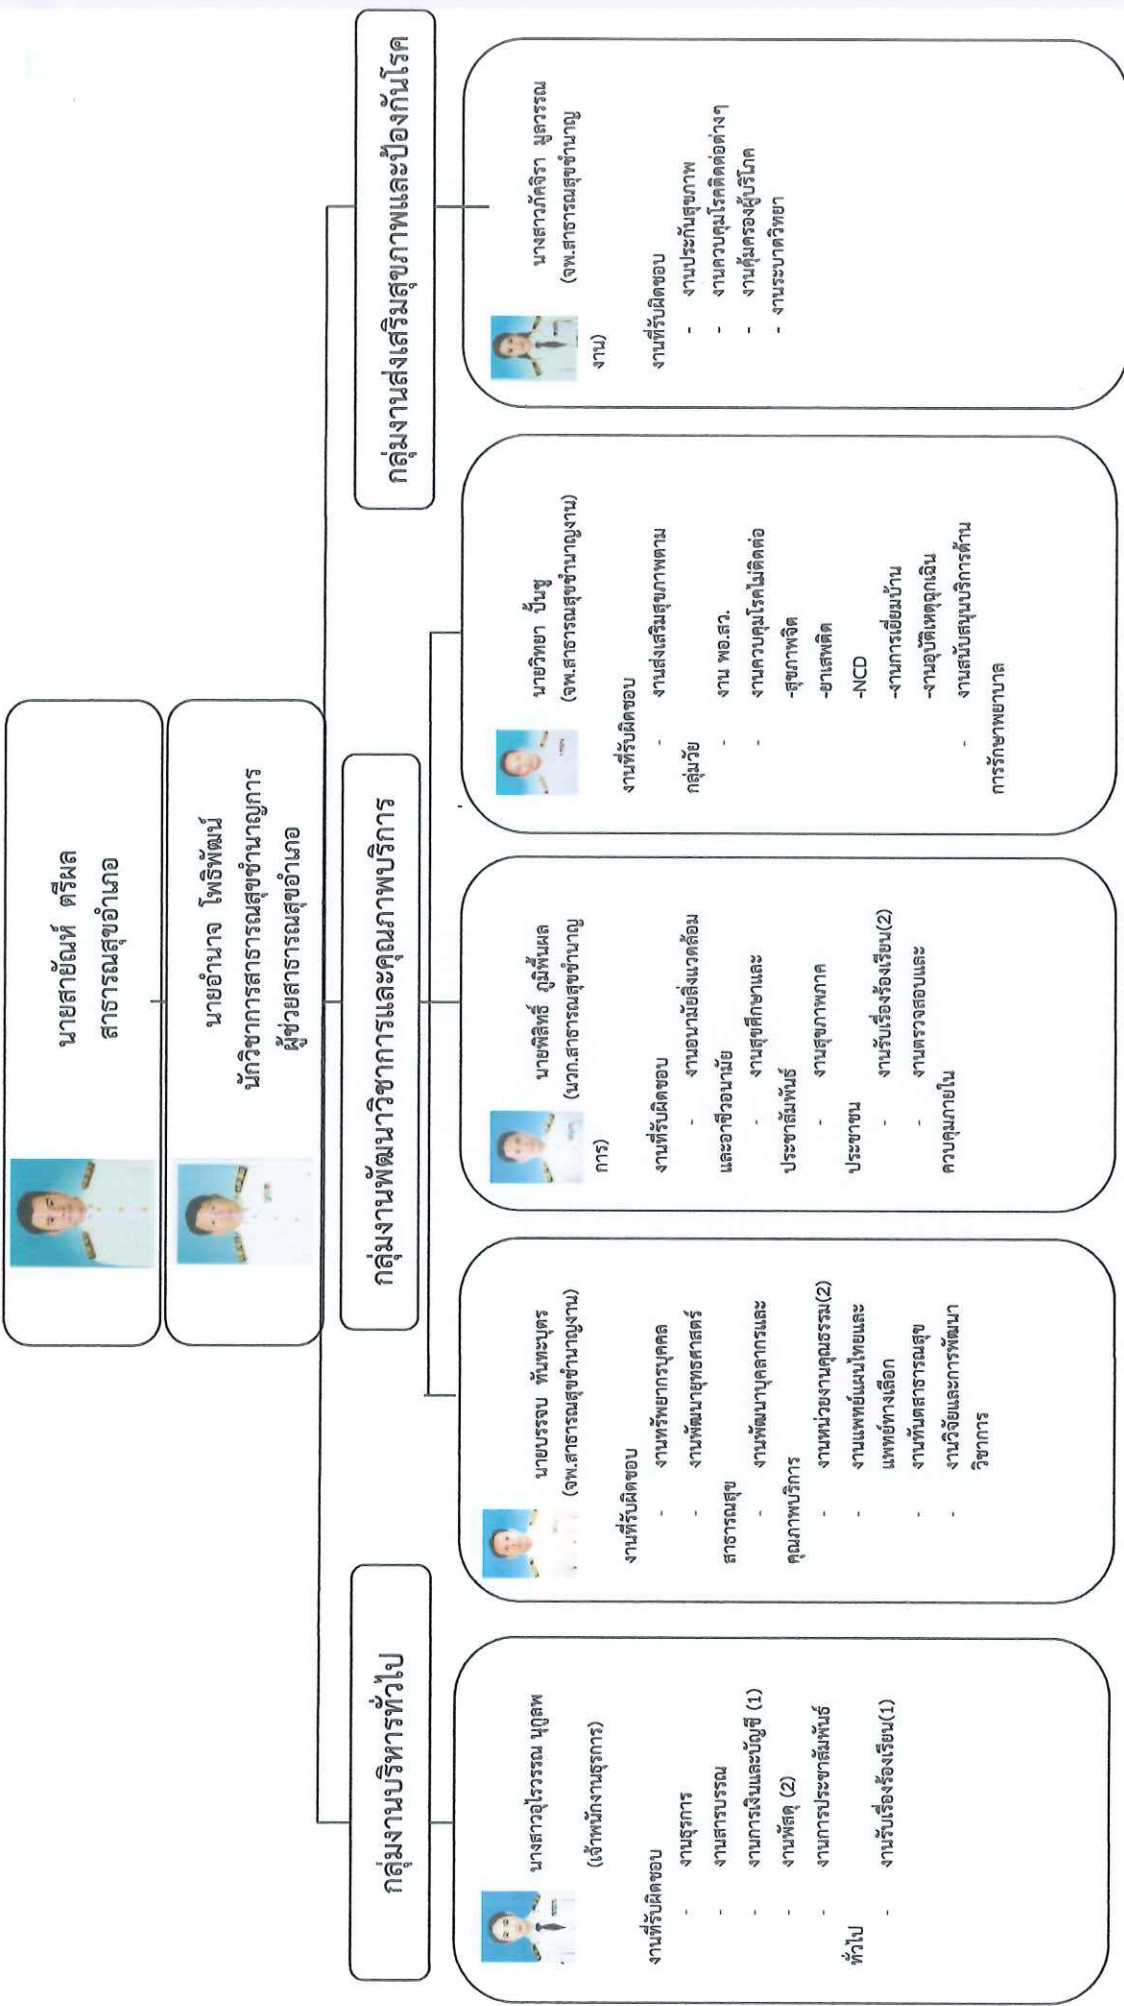 นายสายัณห์ ตรีผล
สาธารณสุขอำเภอ
นายอำนาจ โพธิพัฒน์
นักวิชาการสาธารณสุขชำนาญการ
ผู้ช่วยสาธารณสุขอำเภอ
กลุ่มงานบริหารทั่วไป
กลุ่มงานพัฒนาวิชาการและคุณภาพบริการ
กลุ่มงานส่งเสริมสุขภาพและป้องกันโรค
นางสาวอุไรวรรณ นุกูลพ
(เจ้าพนักงานธุรการ)
งานที่รับผิดชอบ
- งานธุรการ
- งานสารบรรณ
- งานการเงินและบัญชี (1)
- งานพัสดุ (2)
- งานการประชาสัมพันธ์
ทั่วไป
- งานรับเรื่องร้องเรียน(1)
นายบรรจบ ทันทะบุตร
(จพ.สาธารณสุขชำนาญงาน)
งานที่รับผิดชอบ
- งานทรัพยากรบุคคล
- งานพัฒนายุทธศาสตร์
สาธารณสุข
- งานพัฒนาบุคลากรและ
คุณภาพบริการ
- งานหน่วยงานคุณธรรม(2)
- งานแพทย์แผนไทยและ
แพทย์ทางเลือก
- งานทันตสาธารณสุข
- งานวิจัยและการพัฒนา
วิชาการ
นายพิสิทธิ์ ภูมิพื้นผล
(นวก.สาธารณสุขชำนาญ
การ)
งานที่รับผิดชอบ
- งานอนามัยสิ่งแวดล้อม
และอาชีวอนามัย
- งานสุขศึกษาและ
ประชาสัมพันธ์
- งานสุขภาพภาค
ประชาชน
- งานรับเรื่องร้องเรียน(2)
- งานตรวจสอบและ
ควบคุมภายใน
นายวิทยา ปั้นชู
(จพ.สาธารณสุขชำนาญงาน)
งานที่รับผิดชอบ
- งานส่งเสริมสุขภาพตาม
กลุ่มวัย
- งาน พอ.สว.
- งานควบคุมโรคไม่ติดต่อ
-สุขภาพจิต
-ยาเสพติด
-NCD
-งานการเยี่ยมบ้าน
-งานอุบัติเหตุฉุกเฉิน
- งานสนับสนุนบริการด้าน
การรักษาพยาบาล
นางสาวภัคจิรา มูลวรรณ
(จพ.สาธารณสุขชำนาญ
งาน)
งานที่รับผิดชอบ
- งานประกันสุขภาพ
- งานควบคุมโรคติดต่อต่างๆ
- งานคุ้มครองผู้บริโภค
- งานระบาดวิทยา